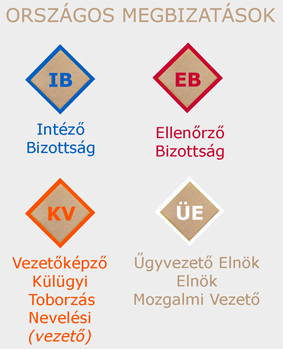 ORSZÁGOS MEGBIZATÁSOK
IB
EB
Intéző
Bizottság
Ellenőrző
Bizottság
KV
ÜE
Vezetőképző
Külügyi
Toborzás
Nevelési
(vezető)
Űgyvezető Elnök
Elnök
Mozgalmi Vezető